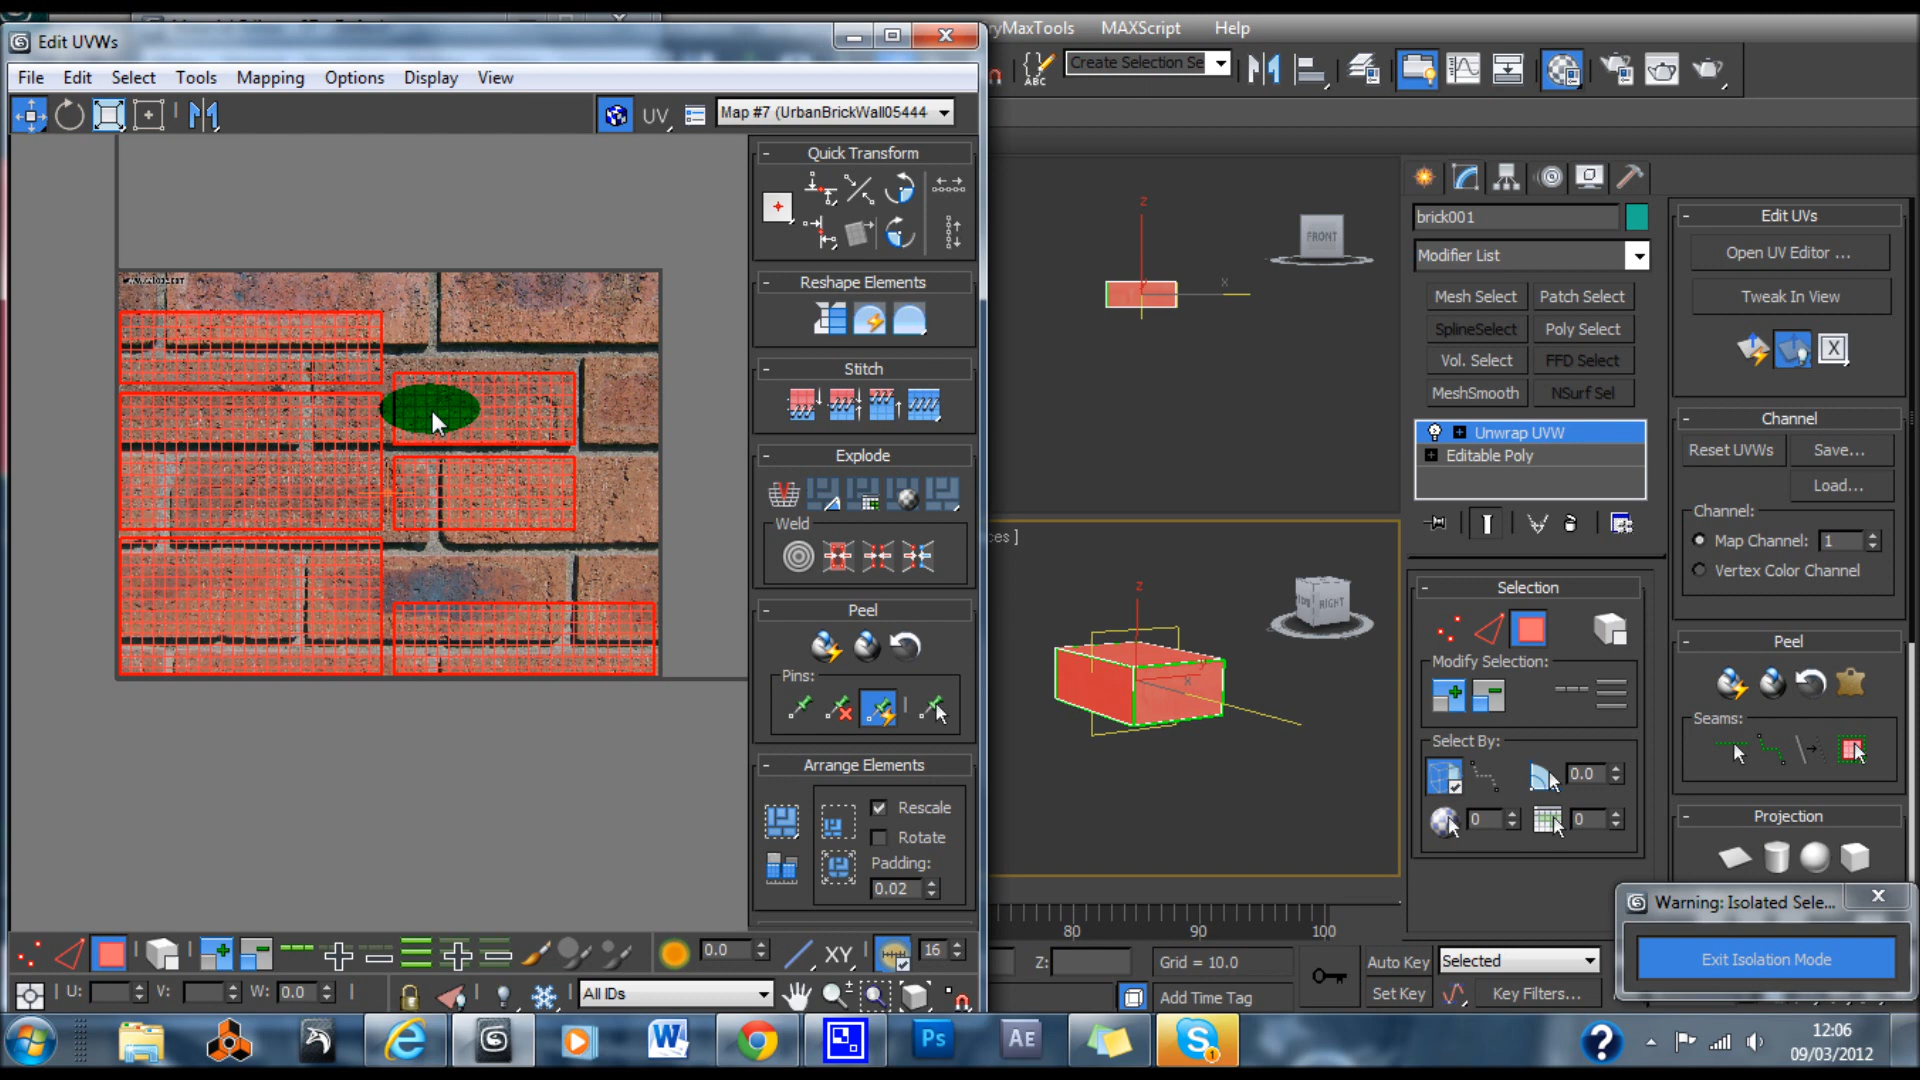 Edit UVWs
File Edit Select Tools Mapping Options Display View
UV Map #7 (UrbanBrickWall05444
Quick Transform
Reshape Elements
Stitch
Explode
Weld
Peel
Pins:
Arrange Elements
Rescale
Rotate
Padding:
0.02
0.0 XY 16
U: V: W: 0.0 All IDs
ryMaxTools MAXScript Help
ABC Create Selection Se
z
FRONT
x
ces ]
z
RIGHT
x
80 90 100
Z: Grid = 10.0 Auto Key Selected
Add Time Tag Set Key Key Filters...
brick001
Modifier List
Mesh Select Patch Select
SplineSelect Poly Select
Vol. Select FFD Select
MeshSmooth NSurf Sel
Unwrap UVW
Editable Poly
Selection
Modify Selection:
Select By:
0.0
0 0
Edit UVs
Open UV Editor ...
Tweak In View
Channel
Reset UVWs Save...
Load...
Channel:
Map Channel: 1
Vertex Color Channel
Peel
Seams:
Projection
Warning: Isolated Sele...
Exit Isolation Mode
W Ps AE S 1
12:06
09/03/2012